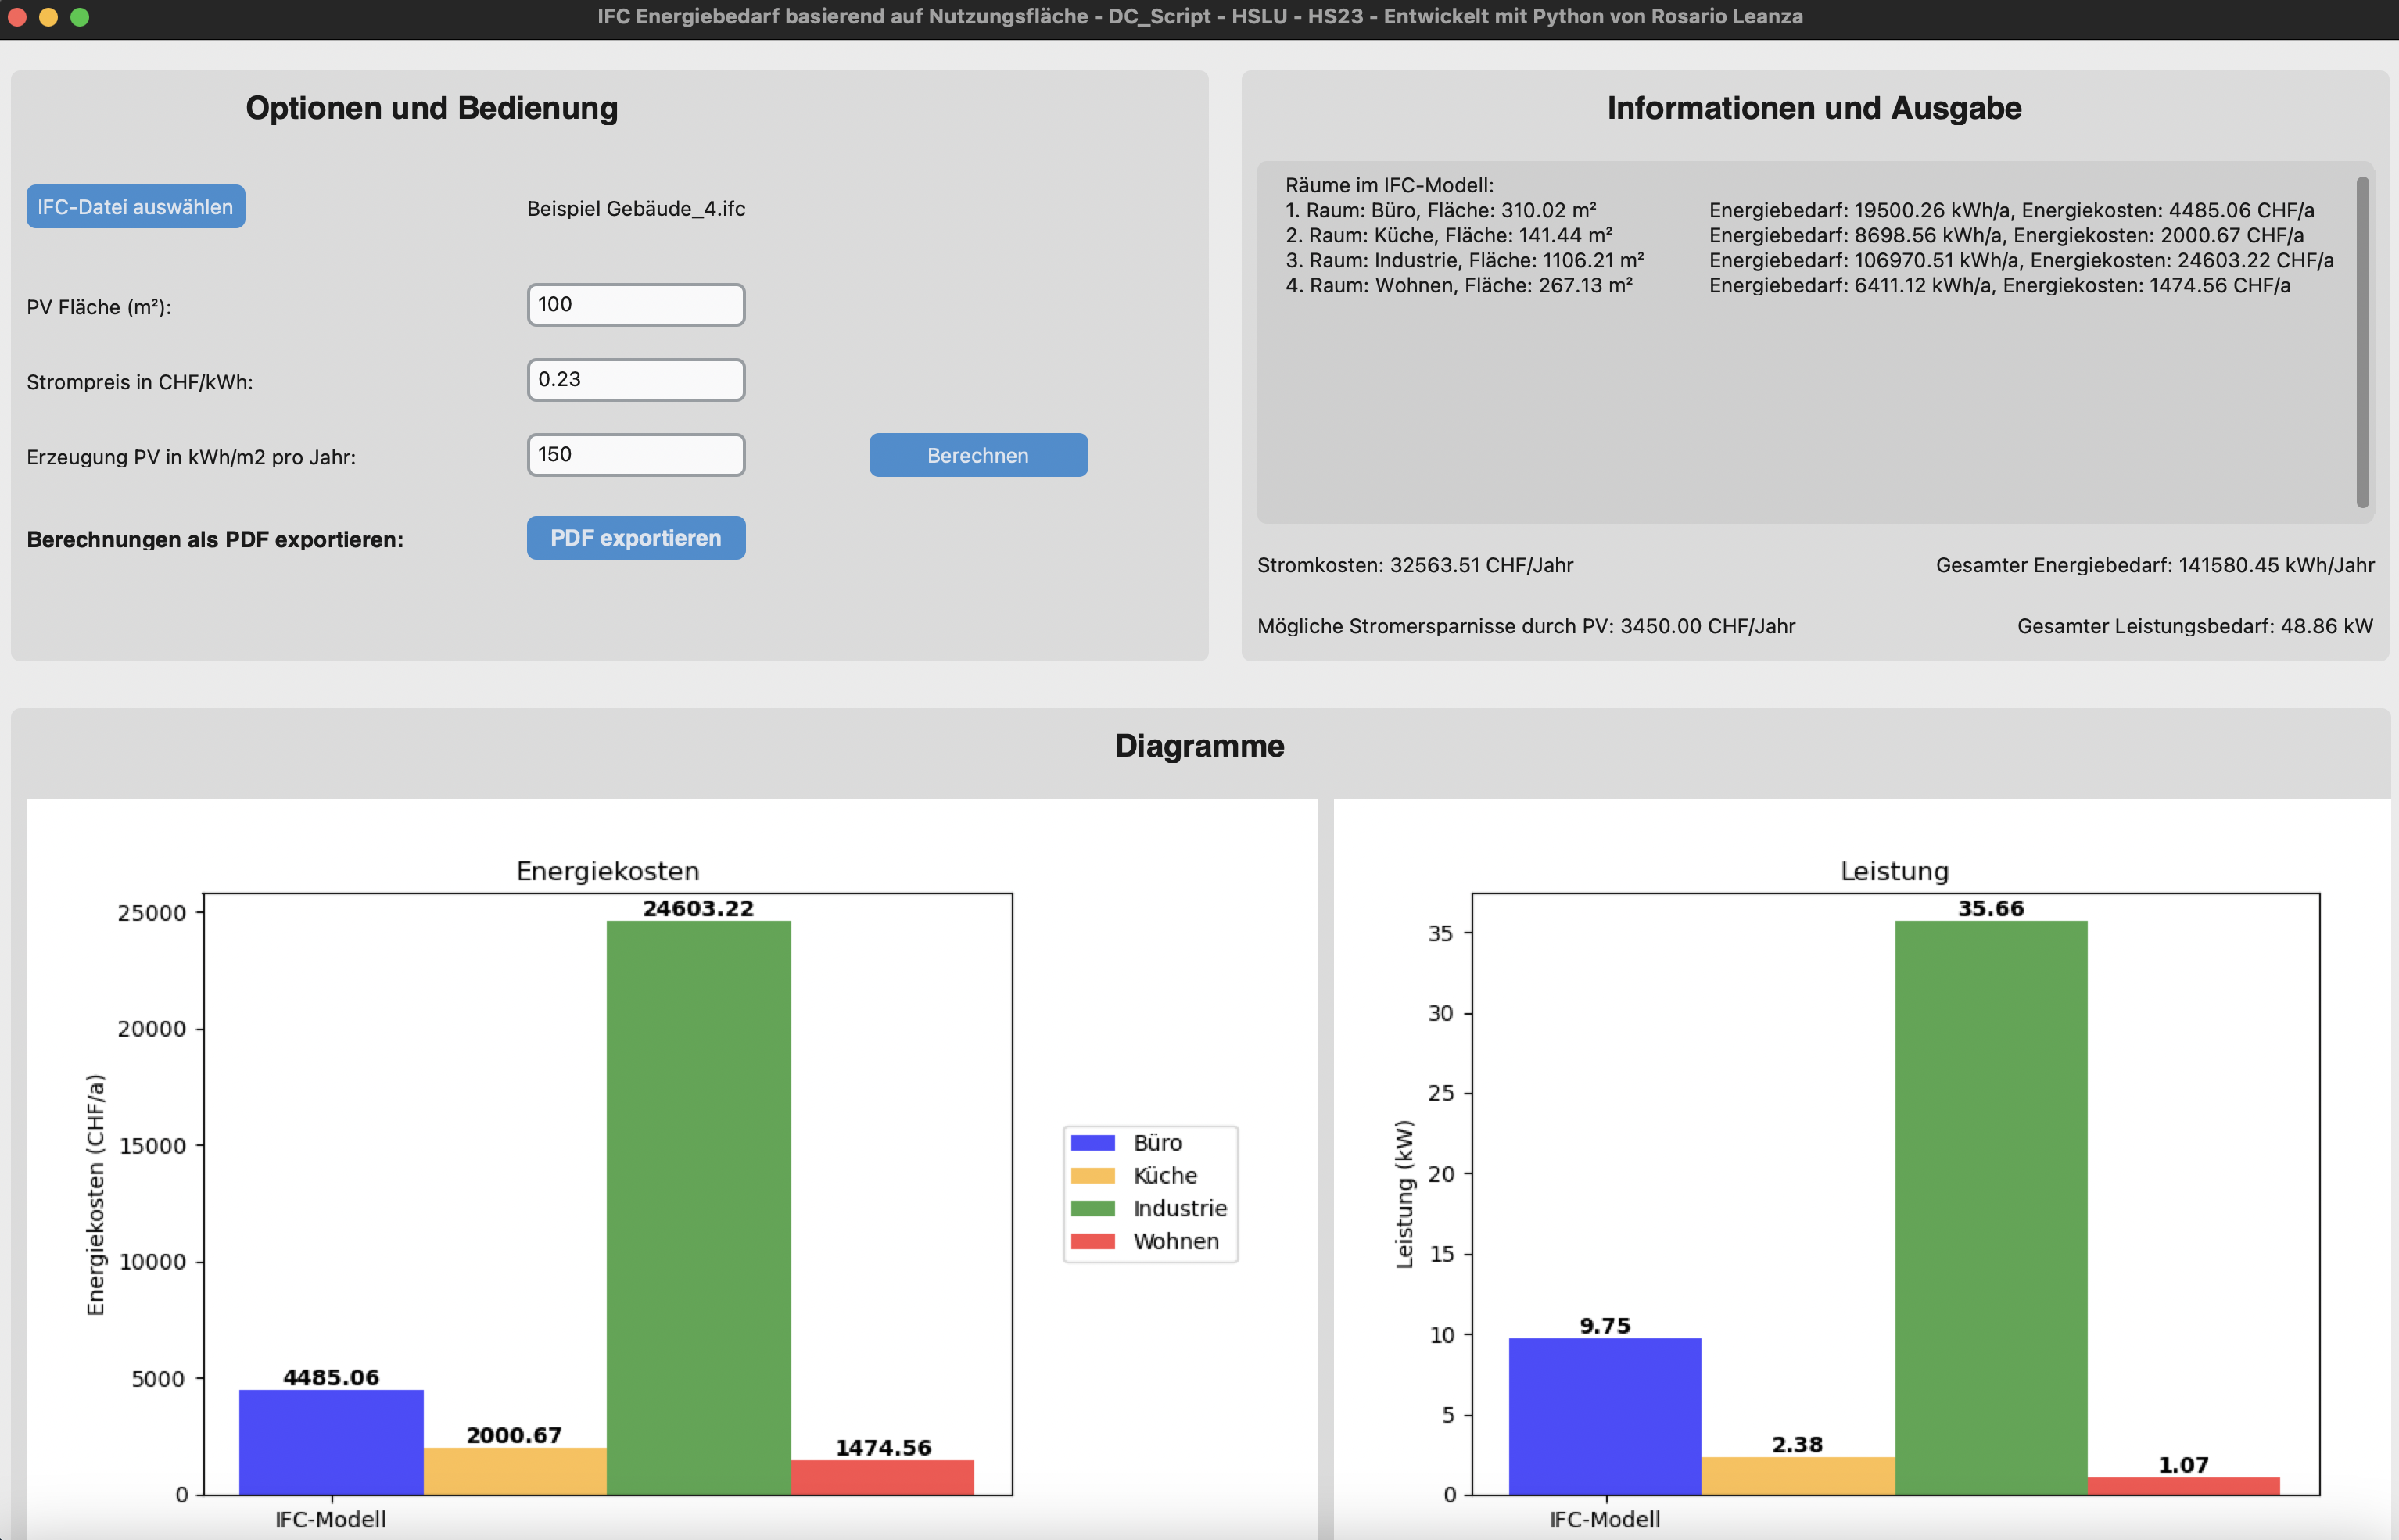 IFC Energiebedarf basierend auf Nutzungsfläche - DC_Script - HSLU - HS23 - Entwickelt mit Python von Rosario Leanza
Optionen und Bedienung
IFC-Datei auswählen
Beispiel Gebäude_4.ifc
PV Fläche (m²):
100
Strompreis in CHF/kWh:
0.23
Erzeugung PV in kWh/m2 pro Jahr:
150
Berechnen
Berechnungen als PDF exportieren:
PDF exportieren
Informationen und Ausgabe
Räume im IFC-Modell:
1. Raum: Büro, Fläche: 310.02 m² Energiebedarf: 19500.26 kWh/a, Energiekosten: 4485.06 CHF/a
2. Raum: Küche, Fläche: 141.44 m² Energiebedarf: 8698.56 kWh/a, Energiekosten: 2000.67 CHF/a
3. Raum: Industrie, Fläche: 1106.21 m² Energiebedarf: 106970.51 kWh/a, Energiekosten: 24603.22 CHF/a
4. Raum: Wohnen, Fläche: 267.13 m² Energiebedarf: 6411.12 kWh/a, Energiekosten: 1474.56 CHF/a
Stromkosten: 32563.51 CHF/Jahr
Gesamter Energiebedarf: 141580.45 kWh/Jahr
Mögliche Stromersparnisse durch PV: 3450.00 CHF/Jahr
Gesamter Leistungsbedarf: 48.86 kW
Diagramme
Energiekosten
Energiekosten (CHF/a)
25000
20000
15000
10000
5000
0
4485.06
2000.67
24603.22
1474.56
IFC-Modell
Büro
Küche
Industrie
Wohnen
Leistung
Leistung (kW)
35
30
25
20
15
10
5
0
9.75
2.38
35.66
1.07
IFC-Modell